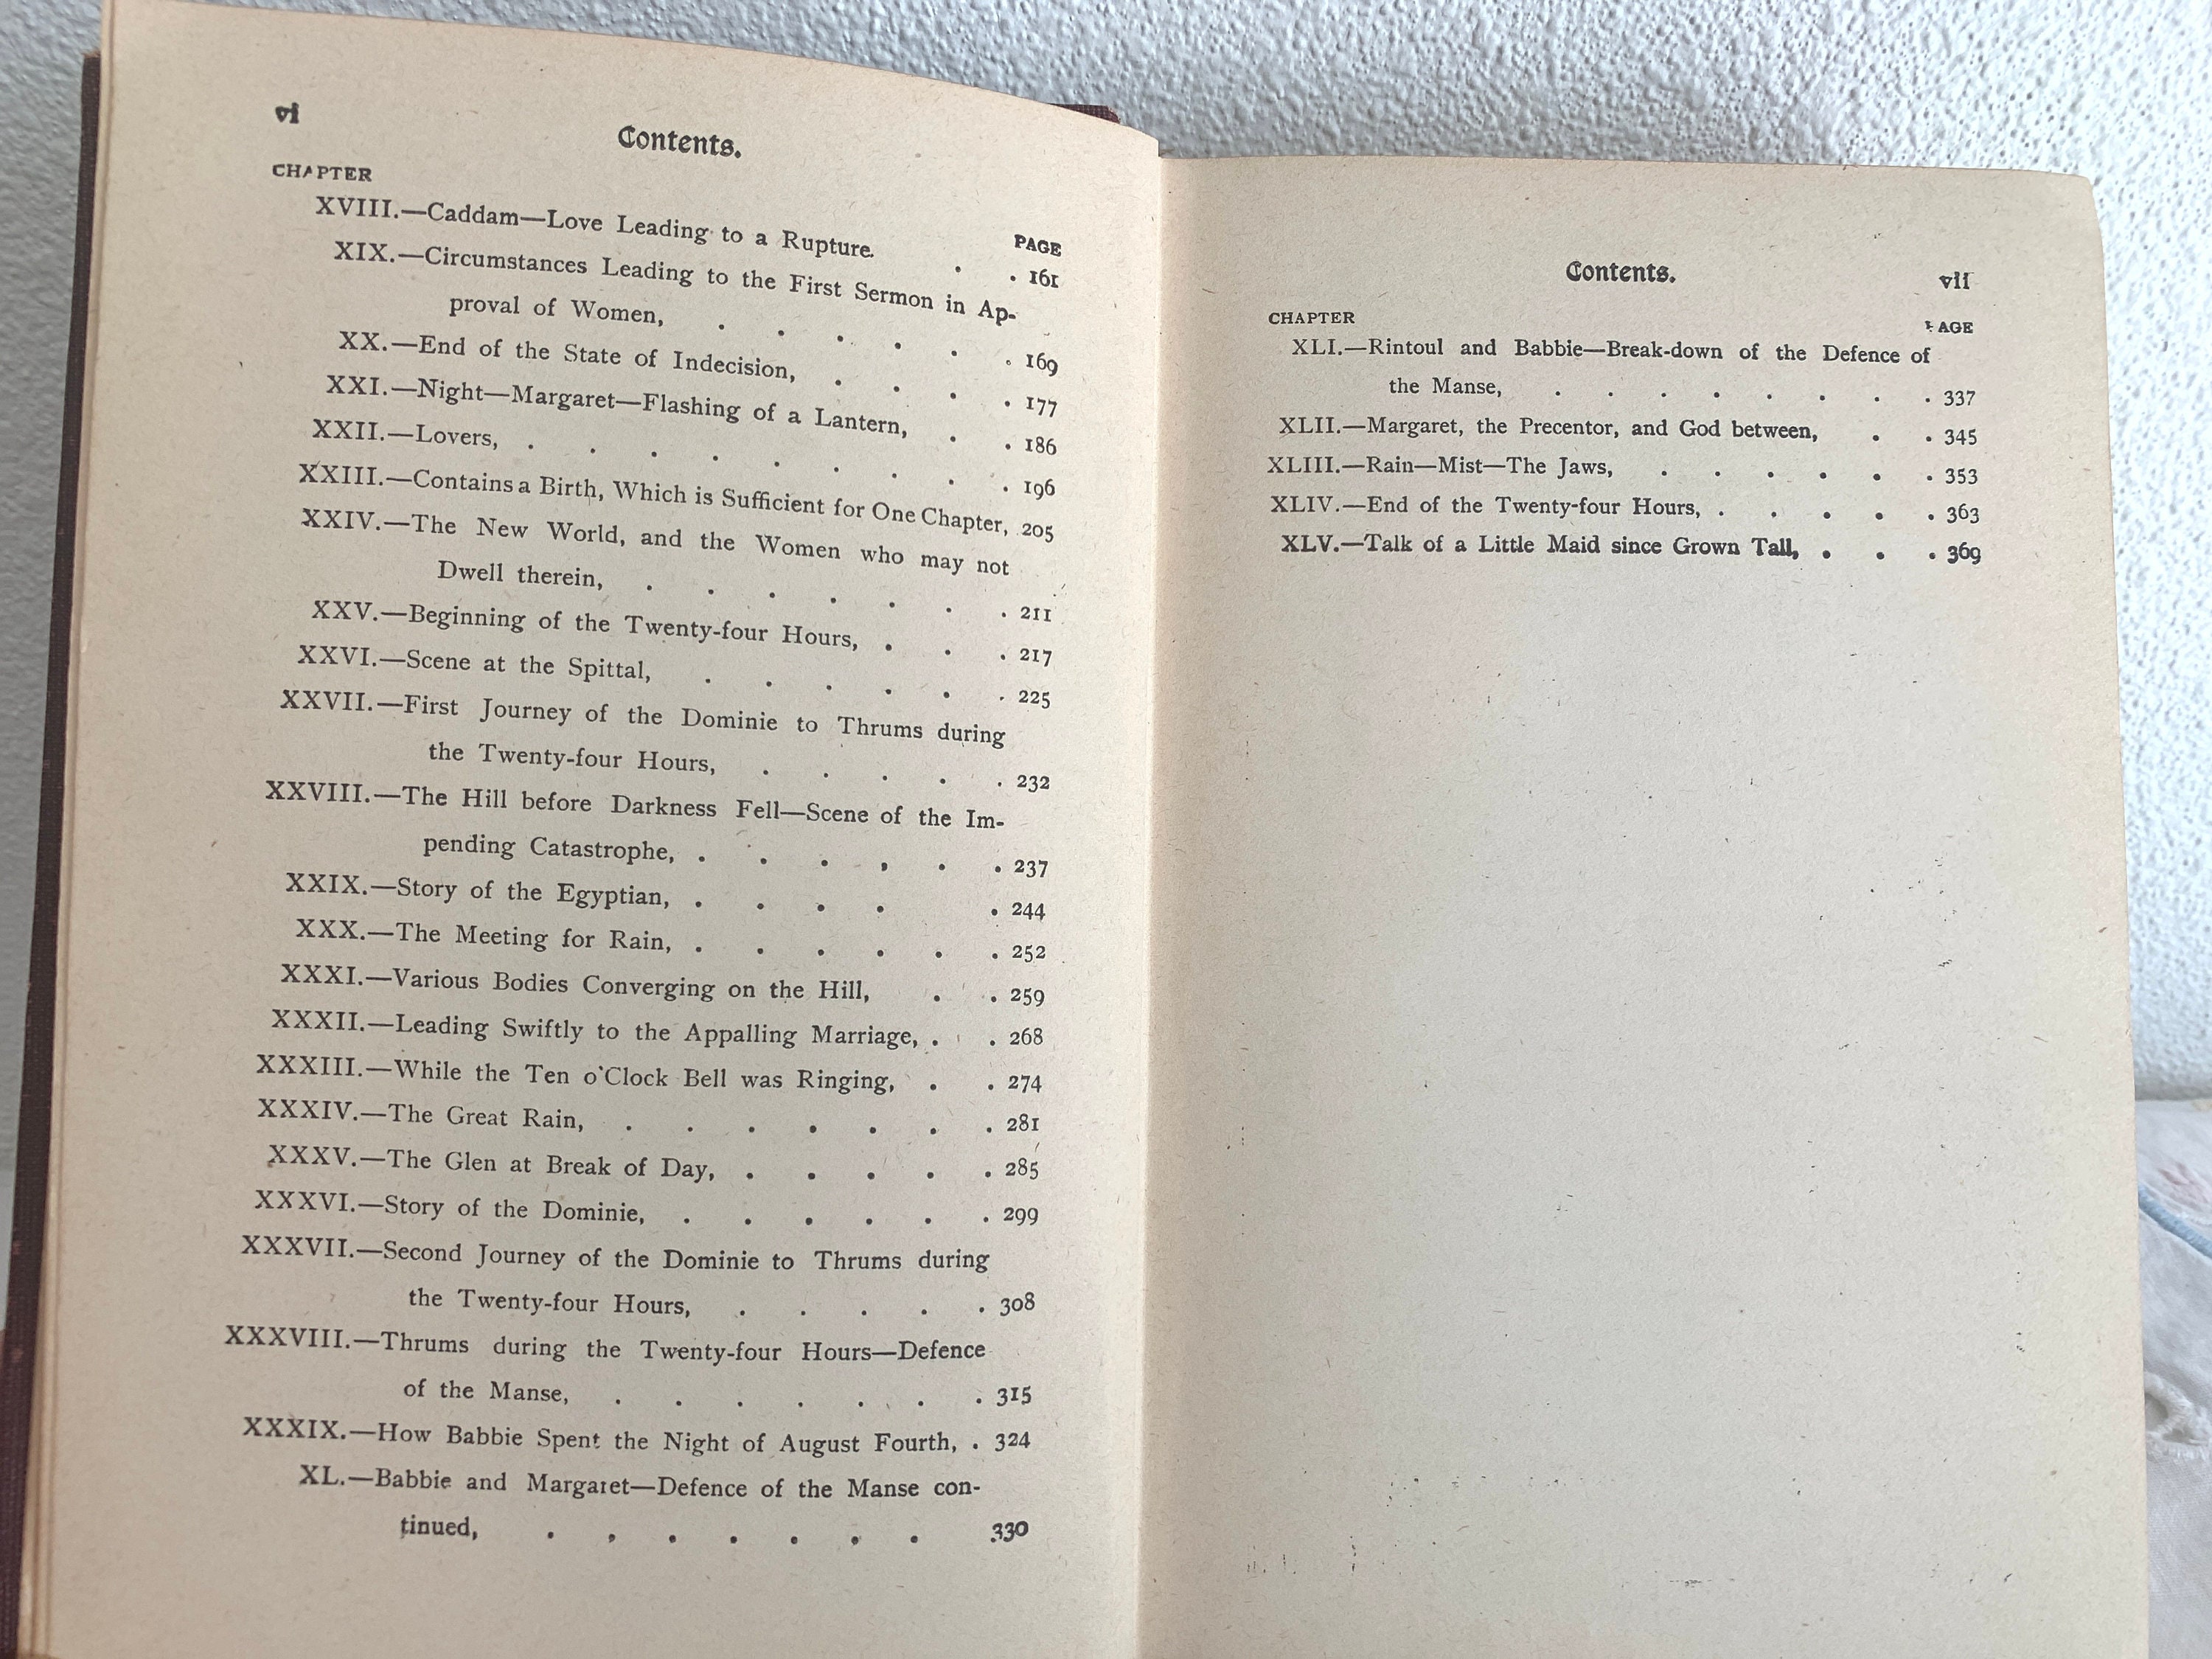 vi
Contents.
CHAPTER
PAGE
XVIII.—Caddam—Love Leading to a Rupture. . . 161
XIX.—Circumstances Leading to the First Sermon in Ap-
proval of Women, . . . . . . 169
XX.—End of the State of Indecision, . . . . 177
XXI.—Night—Margaret—Flashing of a Lantern, . . 186
XXII.—Lovers, . . . . . . . . . 196
XXIII.—Contains a Birth, Which is Sufficient for One Chapter, 205
XXIV.—The New World, and the Women who may not
Dwell therein, . . . . . . . 211
XXV.—Beginning of the Twenty-four Hours, . . . 217
XXVI.—Scene at the Spittal, . . . . . . 225
XXVII.—First Journey of the Dominie to Thrums during
the Twenty-four Hours, . . . . . 232
XXVIII.—The Hill before Darkness Fell—Scene of the Im-
pending Catastrophe, . . . . . . 237
XXIX.—Story of the Egyptian, . . . . . 244
XXX.—The Meeting for Rain, . . . . . . 252
XXXI.—Various Bodies Converging on the Hill, . . 259
XXXII.—Leading Swiftly to the Appalling Marriage, . . 268
XXXIII.—While the Ten o'Clock Bell was Ringing, . . 274
XXXIV.—The Great Rain, . . . . . . . 281
XXXV.—The Glen at Break of Day, . . . . . 285
XXXVI.—Story of the Dominie, . . . . . . 299
XXXVII.—Second Journey of the Dominie to Thrums during
the Twenty-four Hours, . . . . . 308
XXXVIII.—Thrums during the Twenty-four Hours—Defence
of the Manse, . . . . . . . 315
XXXIX.—How Babbie Spent the Night of August Fourth, . 324
XL.—Babbie and Margaret—Defence of the Manse con-
tinued, . . . . . . . 330
Contents.
vii
CHAPTER
PAGE
XLI.—Rintoul and Babbie—Break-down of the Defence of
the Manse, . . . . . . . . 337
XLII.—Margaret, the Precentor, and God between, . . 345
XLIII.—Rain—Mist—The Jaws, . . . . . . 353
XLIV.—End of the Twenty-four Hours, . . . . . 363
XLV.—Talk of a Little Maid since Grown Tall, . . . 369